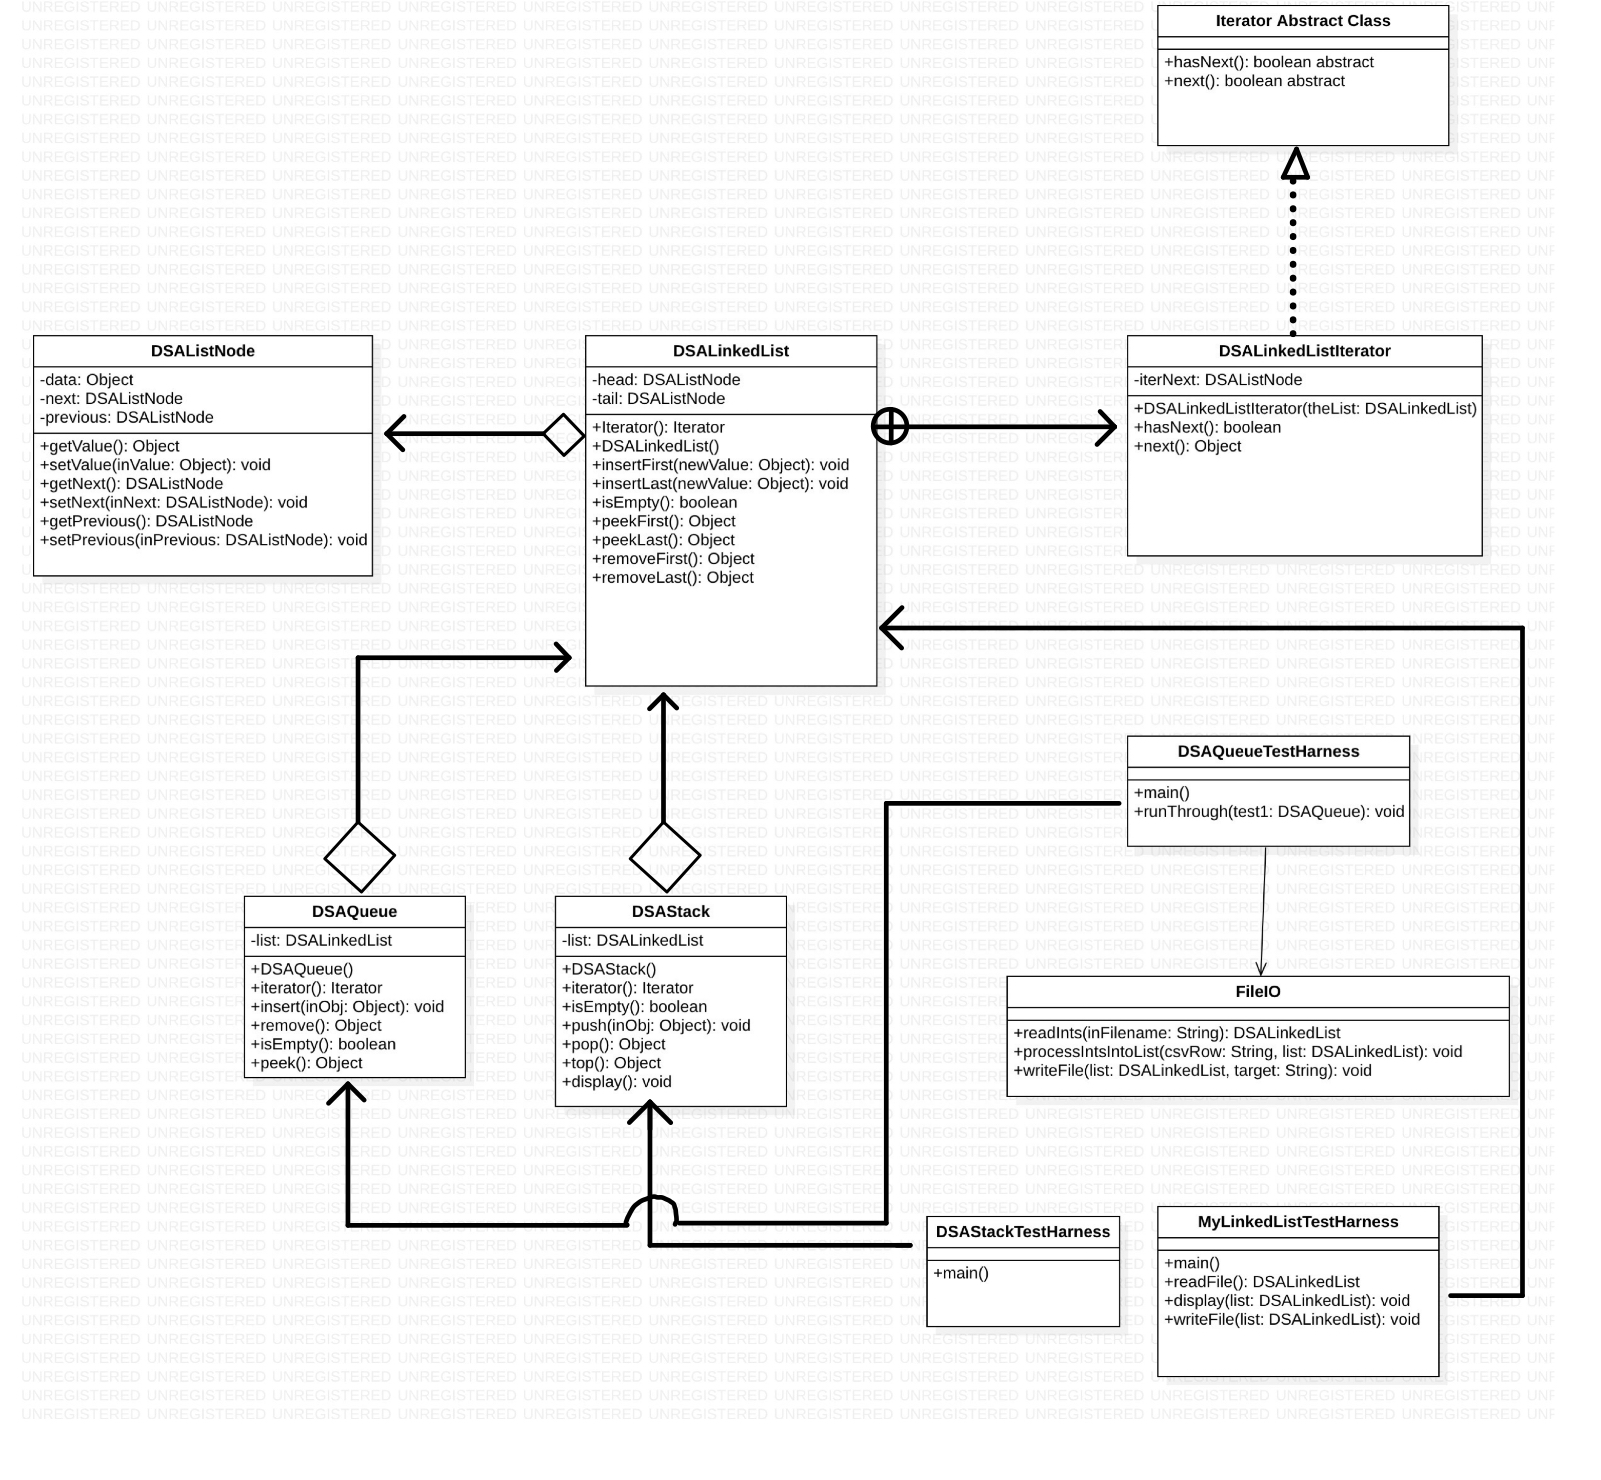 Iterator Abstract Class
+hasNext(): boolean abstract
+next(): boolean abstract
DSAListNode
-data: Object
-next: DSAListNode
-previous: DSAListNode
+getValue(): Object
+setValue(inValue: Object): void
+getNext(): DSAListNode
+setNext(inNext: DSAListNode): void
+getPrevious(): DSAListNode
+setPrevious(inPrevious: DSAListNode): void
DSALinkedList
-head: DSAListNode
-tail: DSAListNode
+Iterator(): Iterator
+DSALinkedList()
+insertFirst(newValue: Object): void
+insertLast(newValue: Object): void
+isEmpty(): boolean
+peekFirst(): Object
+peekLast(): Object
+removeFirst(): Object
+removeLast(): Object
DSALinkedListIterator
-iterNext: DSAListNode
+DSALinkedListIterator(theList: DSALinkedList)
+hasNext(): boolean
+next(): Object
DSAQueueTestHarness
+main()
+runThrough(test1: DSAQueue): void
DSAQueue
-list: DSALinkedList
+DSAQueue()
+iterator(): Iterator
+insert(inObj: Object): void
+remove(): Object
+isEmpty(): boolean
+peek(): Object
DSAStack
-list: DSALinkedList
+DSAStack()
+iterator(): Iterator
+isEmpty(): boolean
+push(inObj: Object): void
+pop(): Object
+top(): Object
+display(): void
FileIO
+readInts(inFilename: String): DSALinkedList
+processIntsIntoList(csvRow: String, list: DSALinkedList): void
+writeFile(list: DSALinkedList, target: String): void
DSAStackTestHarness
+main()
MyLinkedListTestHarness
+main()
+readFile(): DSALinkedList
+display(list: DSALinkedList): void
+writeFile(list: DSALinkedList): void